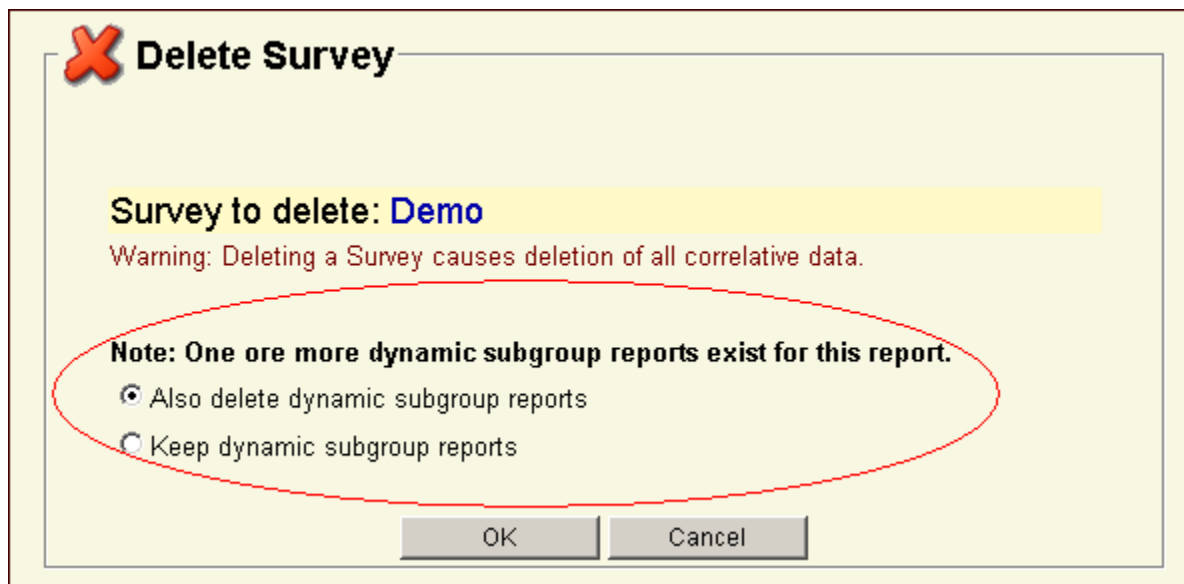 Delete Survey
Survey to delete: Demo
Warning: Deleting a Survey causes deletion of all correlative data.
Note: One ore more dynamic subgroup reports exist for this report.
Also delete dynamic subgroup reports
Keep dynamic subgroup reports
OK
Cancel